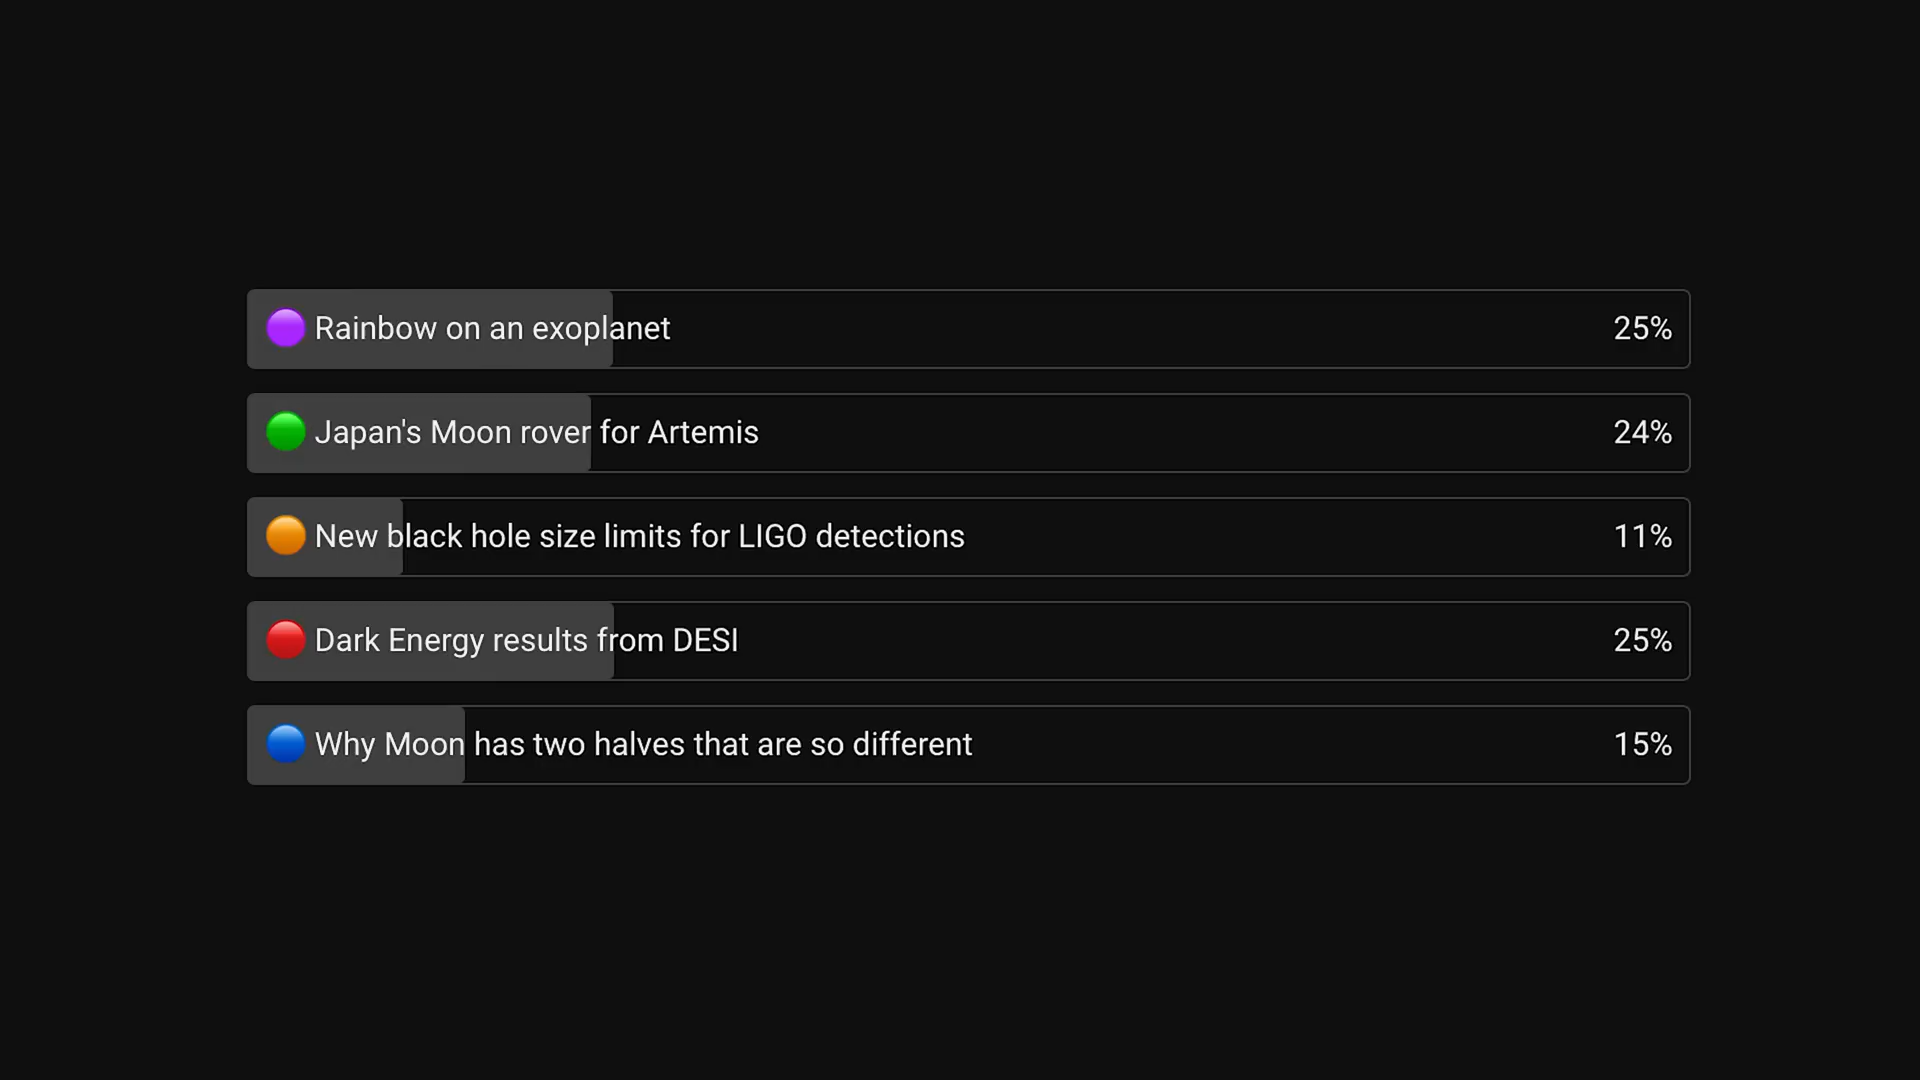 Rainbow on an exoplanet 25%
Japan's Moon rover for Artemis 24%
New black hole size limits for LIGO detections 11%
Dark Energy results from DESI 25%
Why Moon has two halves that are so different 15%